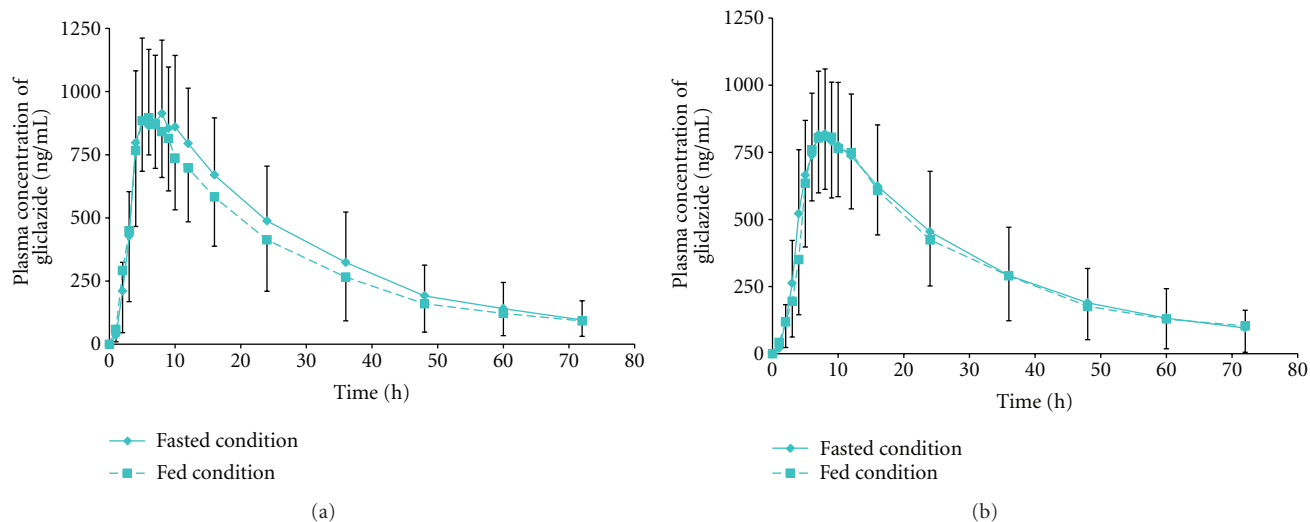 1250
1000
750
500
250
0
Plasma concentration of
gliclazide (ng/mL)
0 10 20 30 40 50 60 70 80
Time (h)
Fasted condition
Fed condition
(a)
1250
1000
750
500
250
0
Plasma concentration of
gliclazide (ng/mL)
0 10 20 30 40 50 60 70 80
Time (h)
Fasted condition
Fed condition
(b)